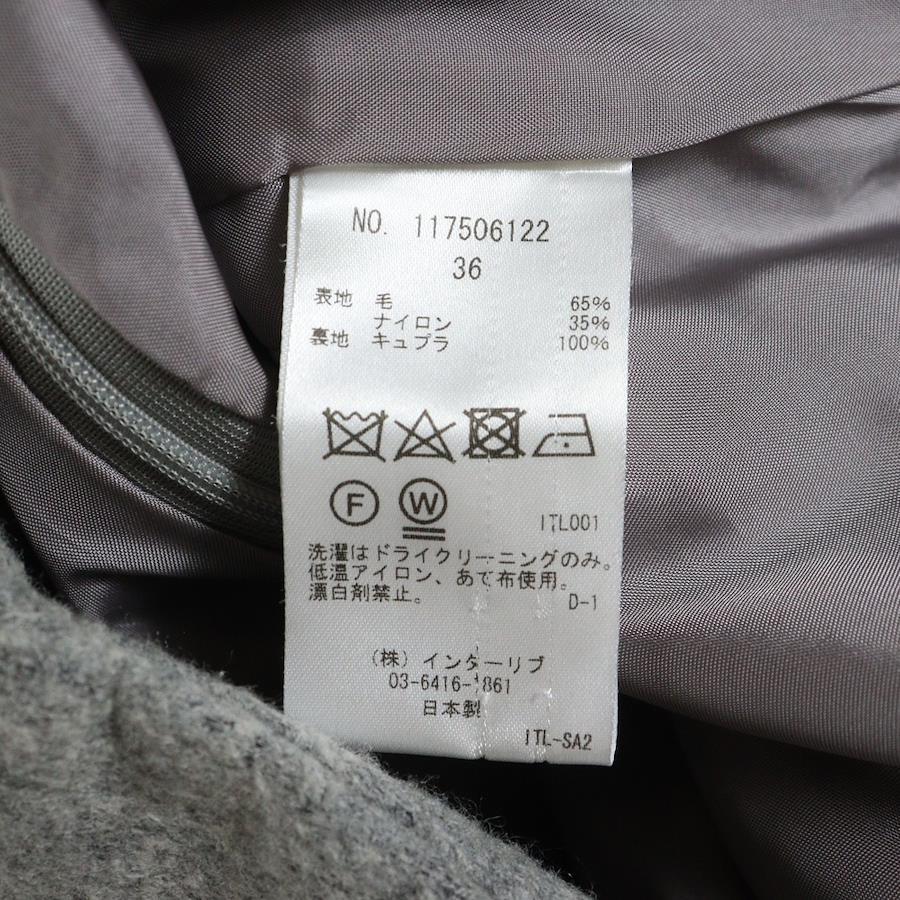 NO. 117506122
36
表地 毛 65%
ナイロン 35%
裏地 キュプラ 100%
F W
ITL001
洗濯はドライクリーニングのみ。
低温アイロン、あて布使用。
漂白剤禁止。
D-1
(株)インターリブ
03-6416-1861
日本製
ITL-SA2